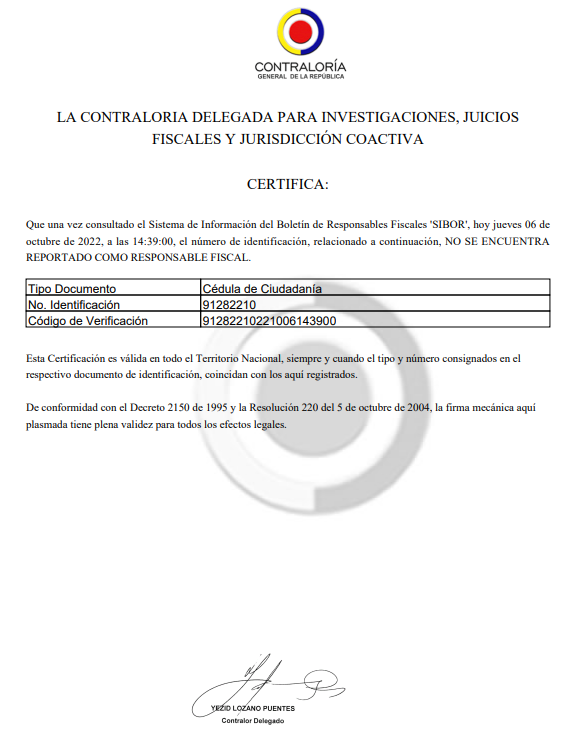 CONTRALORÍA
GENERAL DE LA REPÚBLICA
LA CONTRALORIA DELEGADA PARA INVESTIGACIONES, JUICIOS
FISCALES Y JURISDICCIÓN COACTIVA
CERTIFICA:
Que una vez consultado el Sistema de Información del Boletín de Responsables Fiscales 'SIBOR', hoy jueves 06 de
octubre de 2022, a las 14:39:00, el número de identificación, relacionado a continuación, NO SE ENCUENTRA
REPORTADO COMO RESPONSABLE FISCAL.
Tipo Documento Cédula de Ciudadanía
No. Identificación 91282210
Código de Verificación 91282210221006143900
Esta Certificación es válida en todo el Territorio Nacional, siempre y cuando el tipo y número consignados en el
respectivo documento de identificación, coincidan con los aquí registrados.
De conformidad con el Decreto 2150 de 1995 y la Resolución 220 del 5 de octubre de 2004, la firma mecánica aquí
plasmada tiene plena validez para todos los efectos legales.
YEZID LOZANO PUENTES
Contralor Delegado